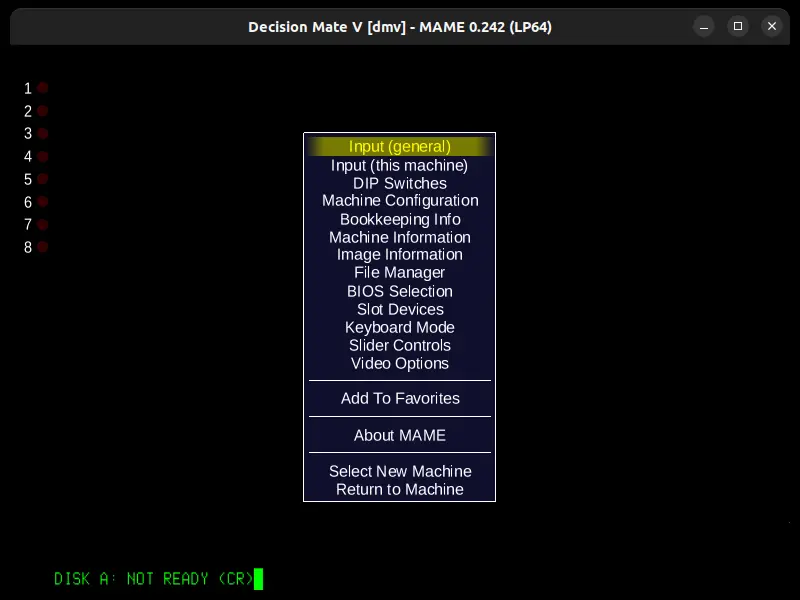 Decision Mate V [dmv] - MAME 0.242 (LP64)
1
2
3
4
5
6
7
8
Input (general)
Input (this machine)
DIP Switches
Machine Configuration
Bookkeeping Info
Machine Information
Image Information
File Manager
BIOS Selection
Slot Devices
Keyboard Mode
Slider Controls
Video Options
Add To Favorites
About MAME
Select New Machine
Return to Machine
DISK A: NOT READY (CR)